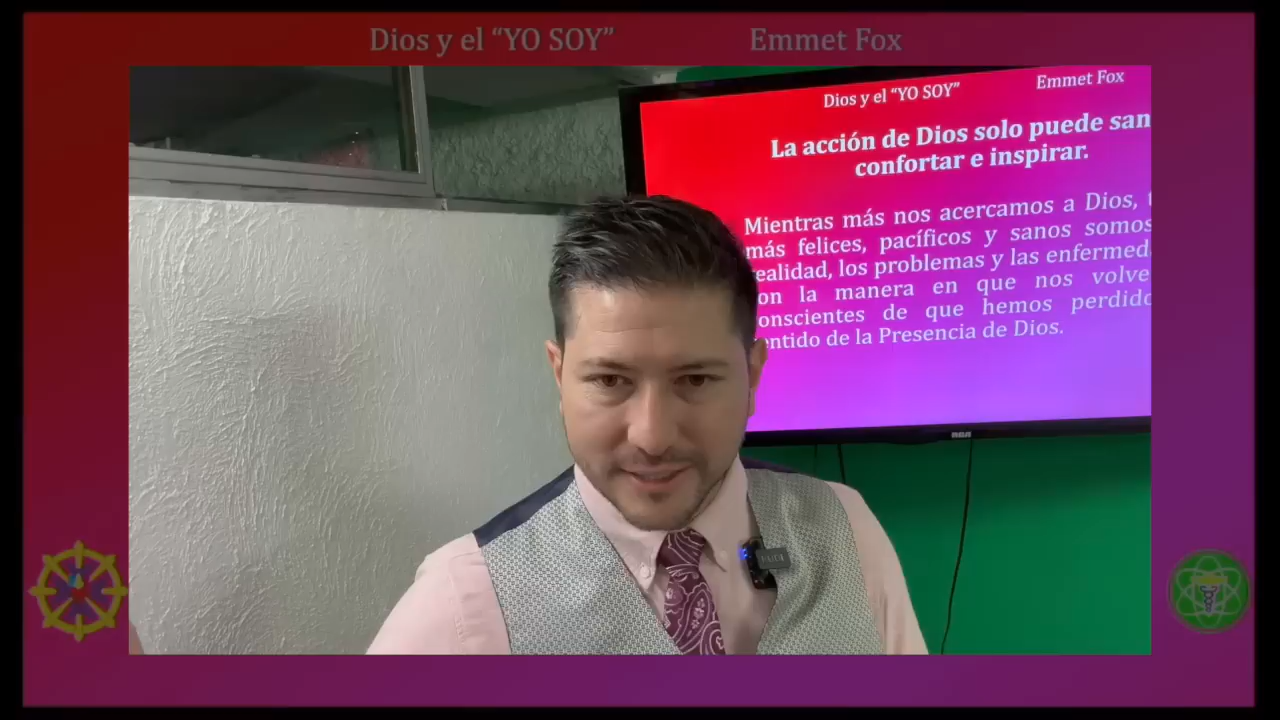 Dios y el “YO SOY” Emmet Fox
Dios y el “YO SOY” Emmet Fox
La acción de Dios solo puede
confortar e inspirar.
Mientras más nos acercamos a Dios,
más felices, pacíficos y sanos somos
los problemas y las
la manera en que nos
de que hemos
de la Presencia de Dios.
RCA